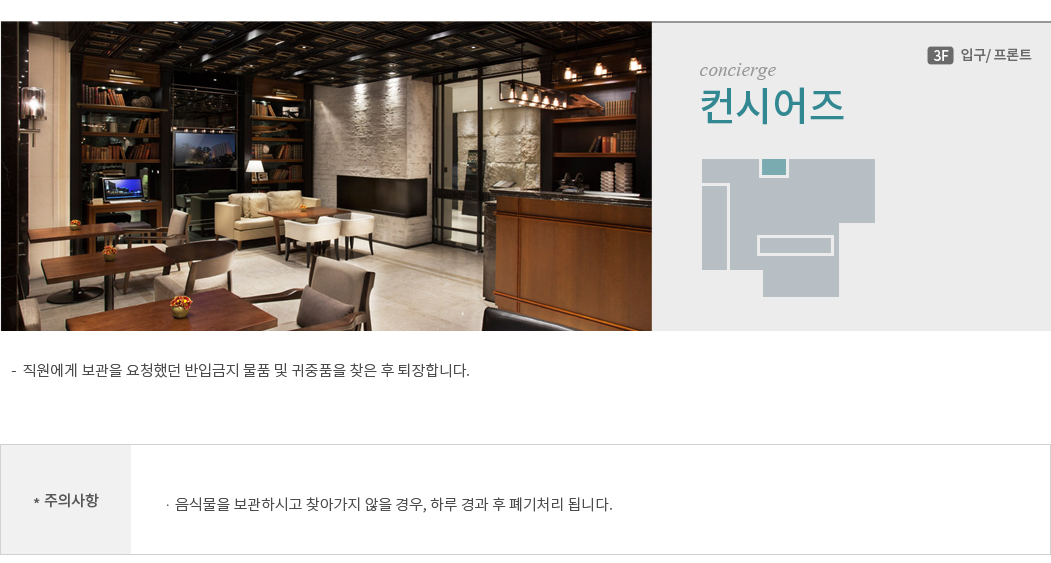 3F 입구/ 프론트
concierge
컨시어즈
- 직원에게 보관을 요청했던 반입금지 물품 및 귀중품을 찾은 후 퇴장합니다.
* 주의사항
· 음식물을 보관하시고 찾아가지 않을 경우, 하루 경과 후 폐기처리 됩니다.